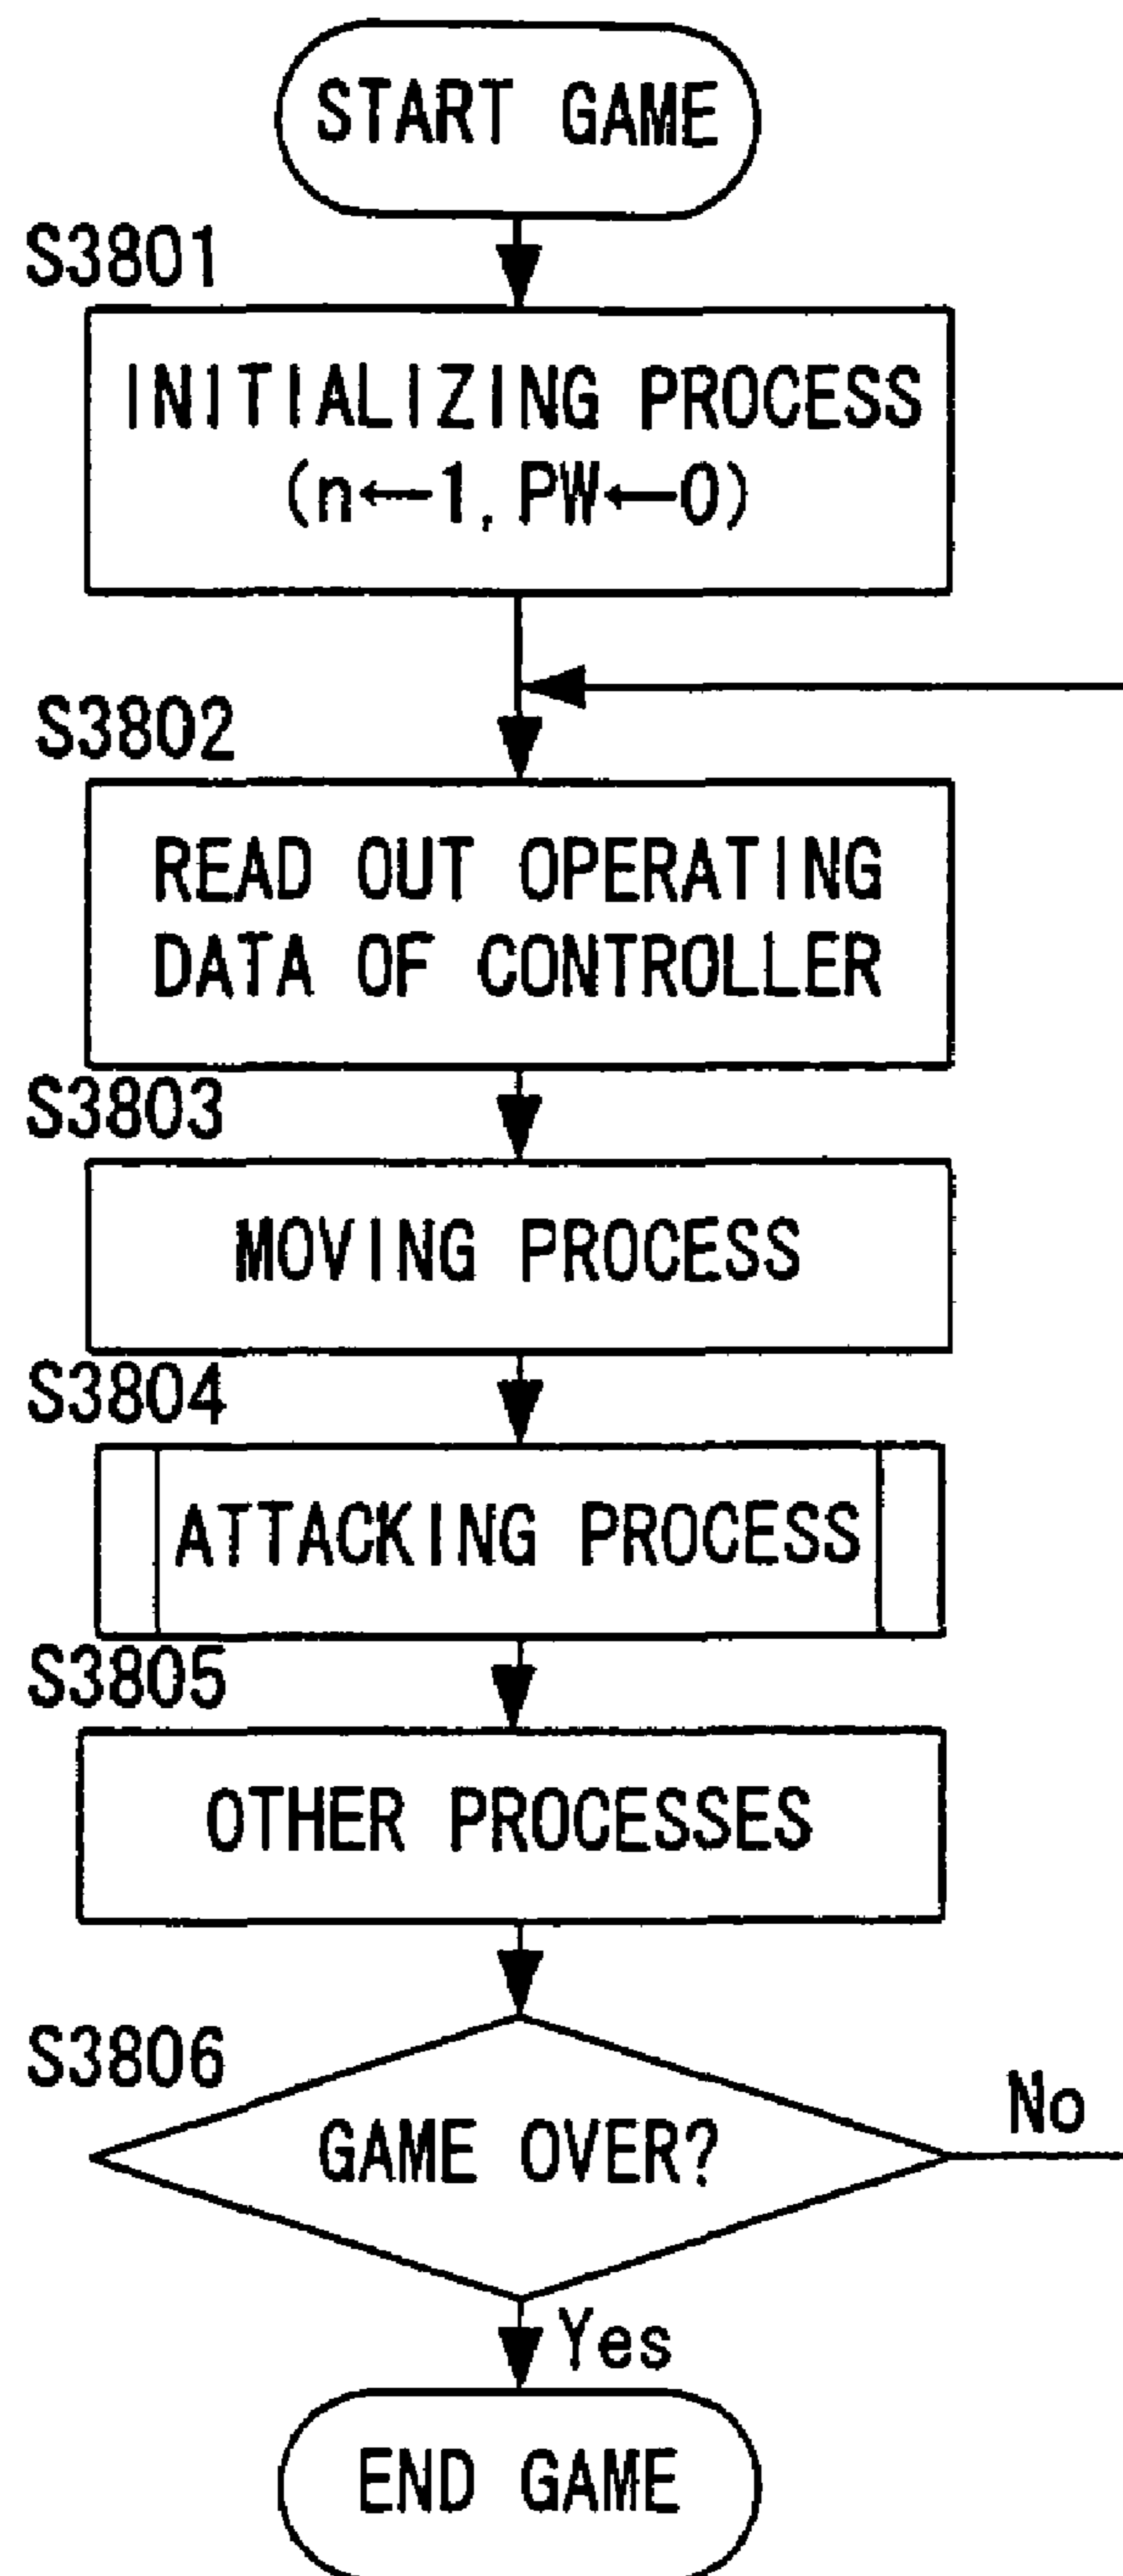 START GAME
S3801
INITIALIZING PROCESS
(n←1, PW←0)
S3802
READ OUT OPERATING
DATA OF CONTROLLER
S3803
MOVING PROCESS
S3804
ATTACKING PROCESS
S3805
OTHER PROCESSES
S3806
GAME OVER?
No
Yes
END GAME